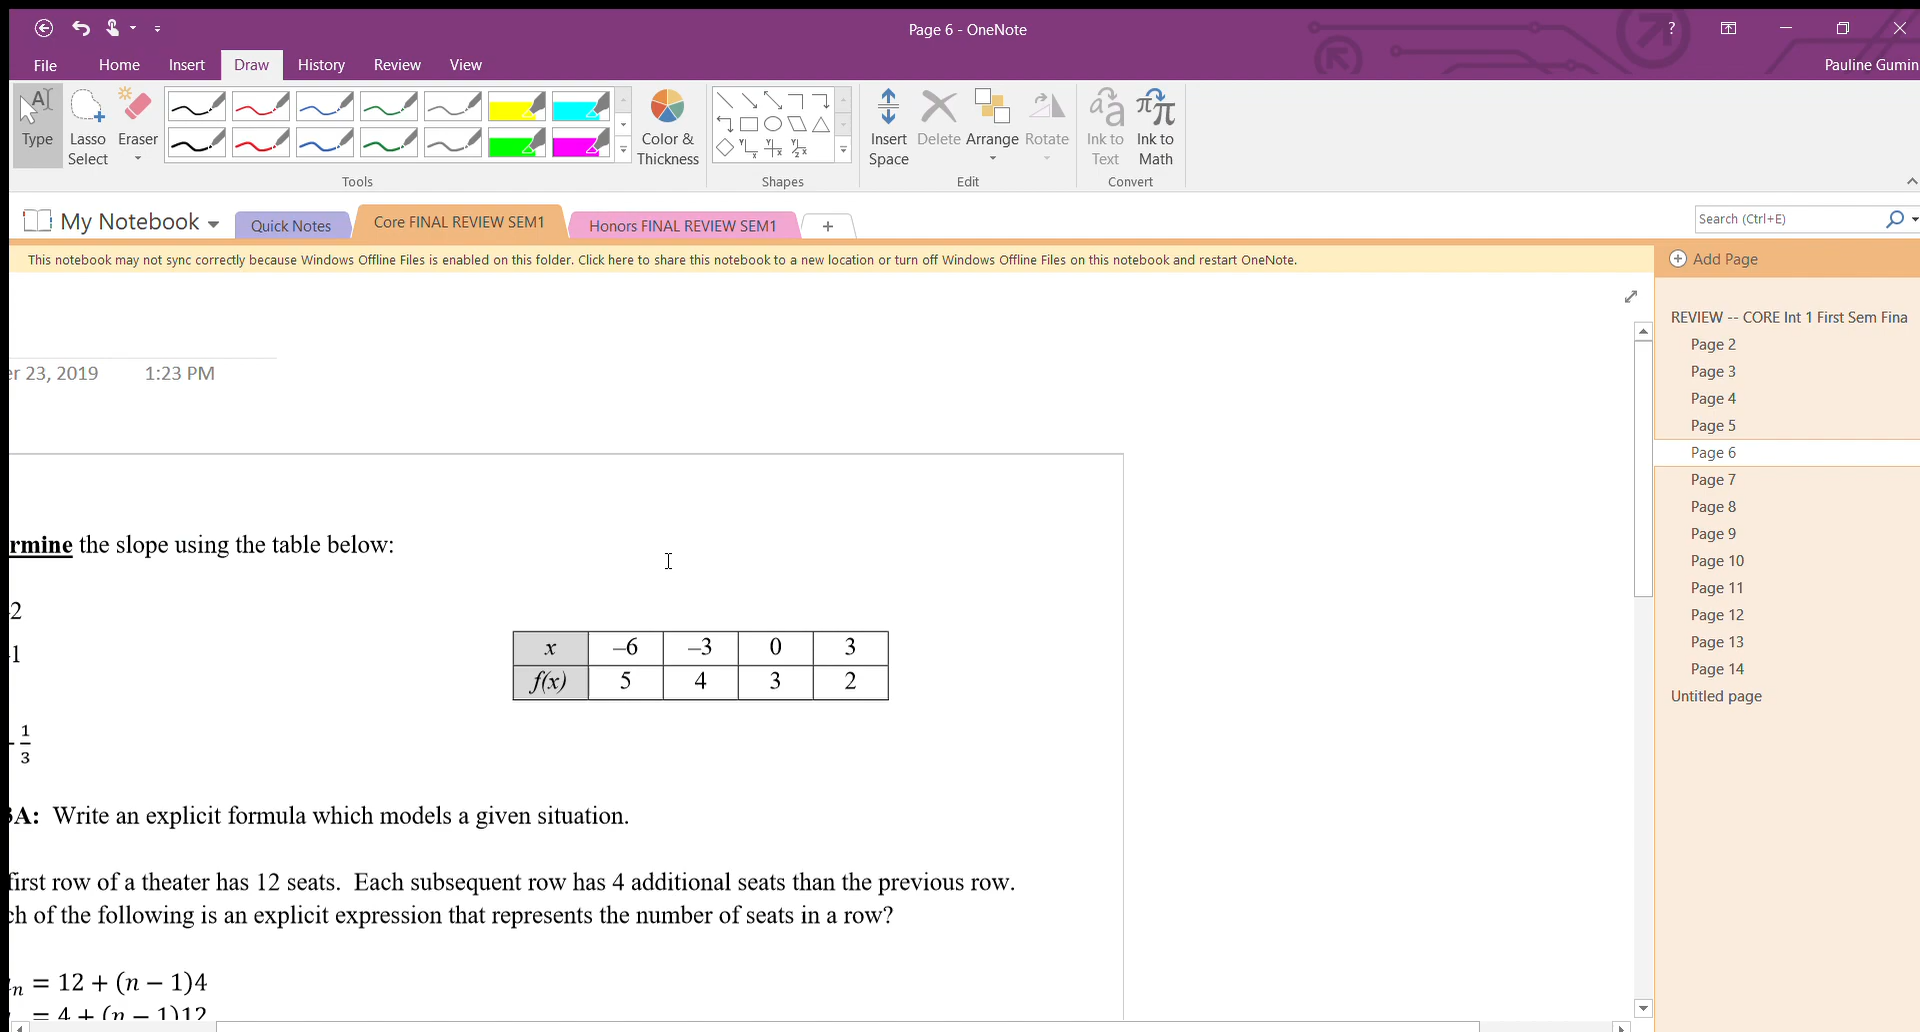 Page 6 - OneNote
?
File Home Insert Draw History Review View
Pauline Gumin
Type
Lasso Select
Eraser
Color & Thickness
Insert Space
Delete
Arrange
Rotate
Ink to Text
Ink to Math
Tools
Shapes
Edit
Convert
My Notebook
Quick Notes
Core FINAL REVIEW SEM1
Honors FINAL REVIEW SEM1
+
Search (Ctrl+E)
This notebook may not sync correctly because Windows Offline Files is enabled on this folder. Click here to share this notebook to a new location or turn off Windows Offline Files on this notebook and restart OneNote.
Add Page
REVIEW -- CORE Int 1 First Sem Fina
Page 2
Page 3
Page 4
Page 5
Page 6
Page 7
Page 8
Page 9
Page 10
Page 11
Page 12
Page 13
Page 14
Untitled page
er 23, 2019 1:23 PM
rmine the slope using the table below:
-2
-1
x –6 –3 0 3
f(x) 5 4 3 2
- 1/3
3A: Write an explicit formula which models a given situation.
first row of a theater has 12 seats. Each subsequent row has 4 additional seats than the previous row.
ch of the following is an explicit expression that represents the number of seats in a row?
n = 12 + (n − 1)4
= 4 + (n − 1)12